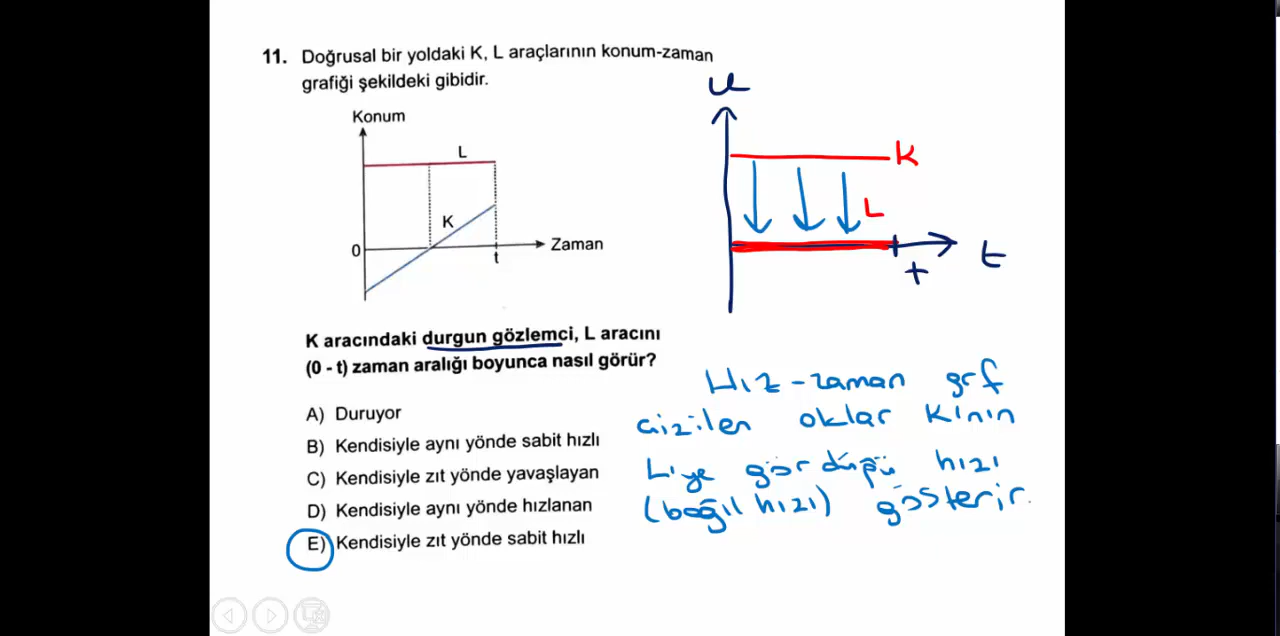 11. Doğrusal bir yoldaki K, L araçlarının konum-zaman
grafiği şekildeki gibidir.
Konum
L
K
0
Zaman
t
K aracındaki durgun gözlemci, L aracını
(0 - t) zaman aralığı boyunca nasıl görür?
A) Duruyor
B) Kendisiyle aynı yönde sabit hızlı
C) Kendisiyle zıt yönde yavaşlayan
D) Kendisiyle aynı yönde hızlanan
E) Kendisiyle zıt yönde sabit hızlı
K
L
t
Hız-zaman grf
çizilen oklar K'nın
L'ye gördüğü hızı
(bağıl hızı) gösterir.